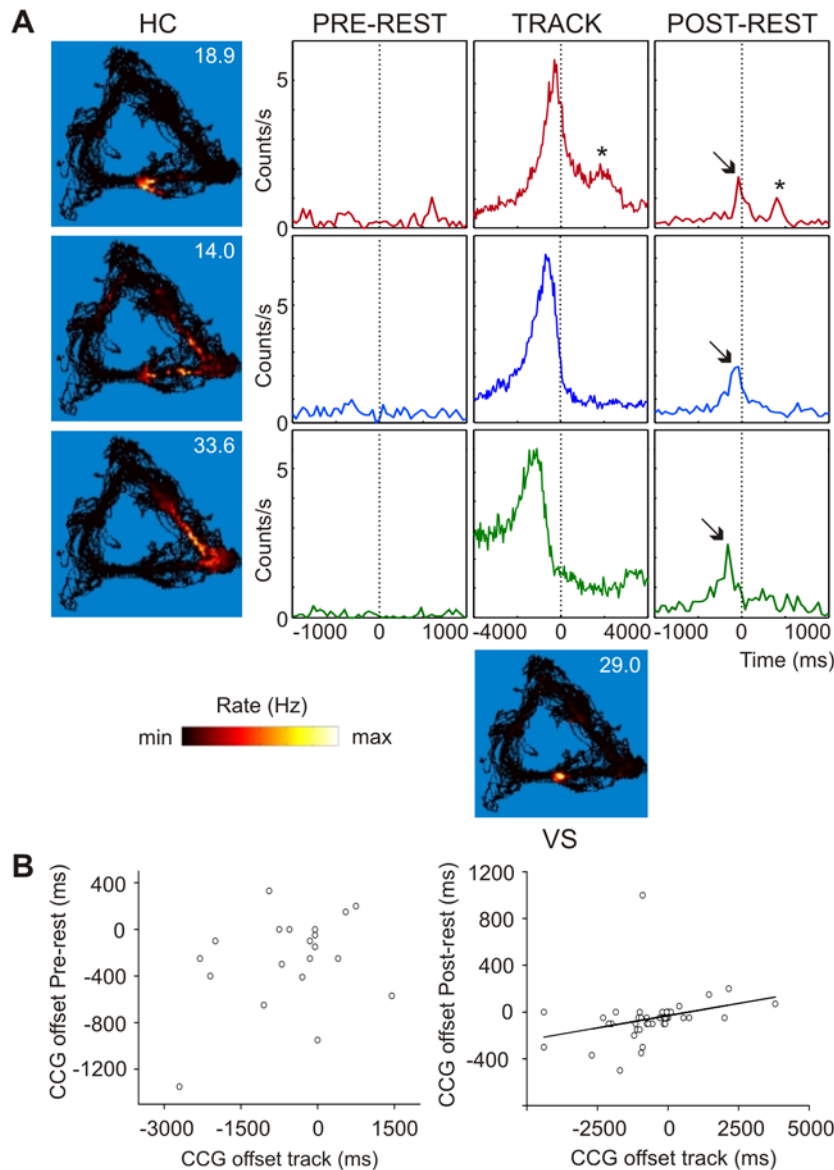 A
HC PRE-REST TRACK POST-REST
18.9
5
0
Counts/s
*
*
14.0
5
0
Counts/s
33.6
5
0
Counts/s
-1000 0 1000 -4000 0 4000 -1000 0 1000
Time (ms)
29.0
Rate (Hz)
min max
VS
B
CCG offset Pre-rest (ms)
400
0
-400
-800
-1200
-3000 -1500 0 1500
CCG offset track (ms)
CCG offset Post-rest (ms)
1200
400
-400
-2500 0 2500 5000
CCG offset track (ms)